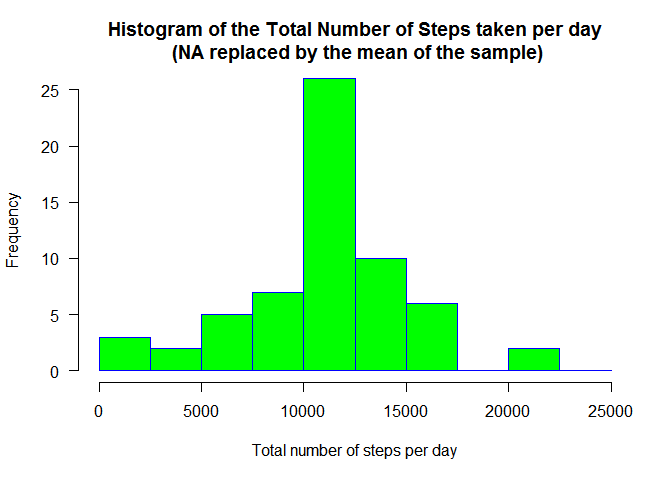 Histogram of the Total Number of Steps taken per day
(NA replaced by the mean of the sample)
Frequency
25
20
15
10
5
0
0 5000 10000 15000 20000 25000
Total number of steps per day